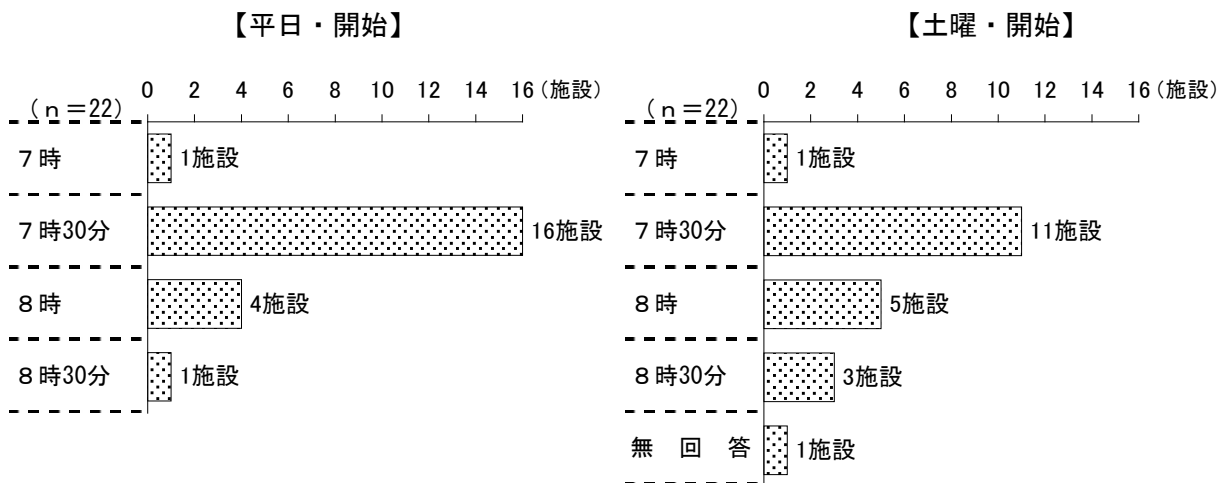 【平日・開始】
0 2 4 6 8 10 12 14 16(施設)
(n=22)
7時 1施設
7時30分 16施設
8時 4施設
8時30分 1施設
【土曜・開始】
0 2 4 6 8 10 12 14 16(施設)
(n=22)
7時 1施設
7時30分 11施設
8時 5施設
8時30分 3施設
無回答 1施設